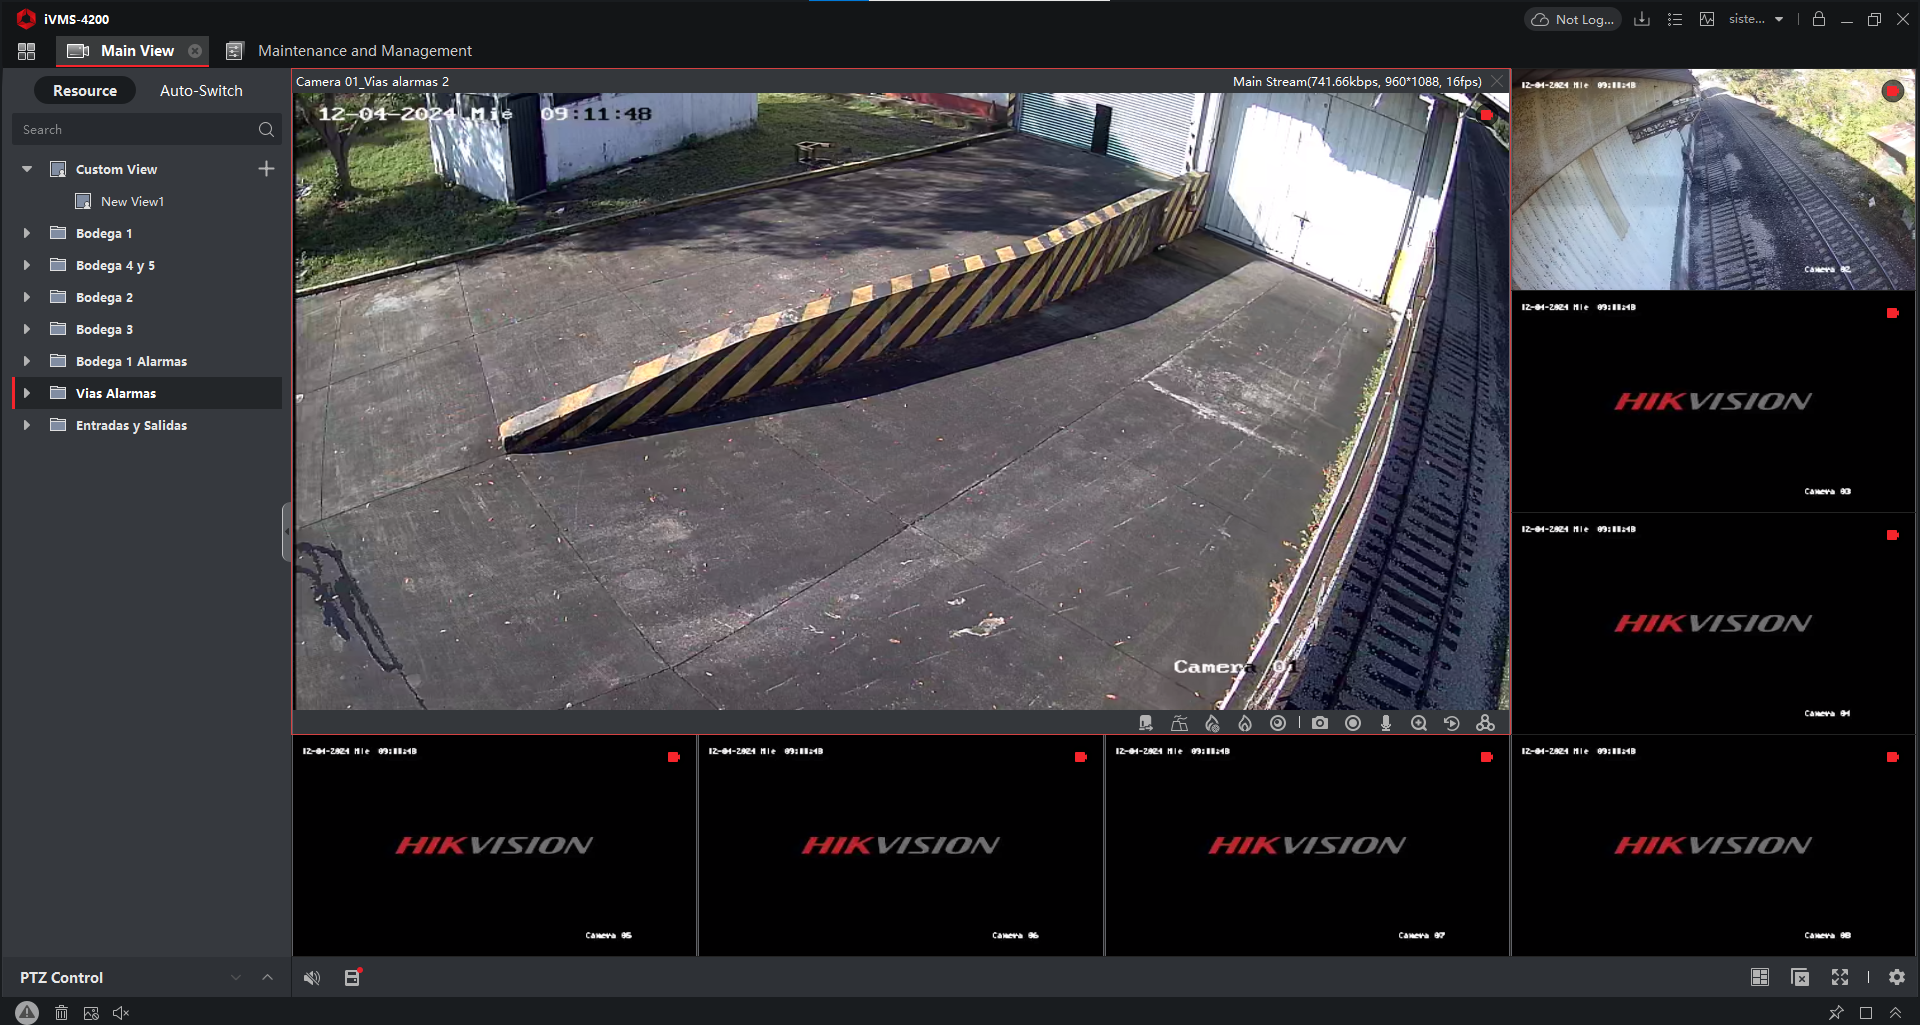 iVMS-4200
Not Log...
siste...
Main View
Maintenance and Management
Resource
Auto-Switch
Search
Custom View
New View1
Bodega 1
Bodega 4 y 5
Bodega 2
Bodega 3
Bodega 1 Alarmas
Vias Alarmas
Entradas y Salidas
PTZ Control
Camera 01_Vias alarmas 2
Main Stream(741.66kbps, 960*1088, 16fps)
12-04-2024 Mie 09:11:48
Camera 01
12-04-2024 Mie 09:11:48
Camera 02
12-04-2024 Mie 09:11:48
HIKVISION
Camera 03
12-04-2024 Mie 09:11:48
HIKVISION
Camera 04
12-04-2024 Mie 09:11:48
HIKVISION
Camera 05
12-04-2024 Mie 09:11:48
HIKVISION
Camera 06
12-04-2024 Mie 09:11:48
HIKVISION
Camera 07
12-04-2024 Mie 09:11:48
HIKVISION
Camera 08